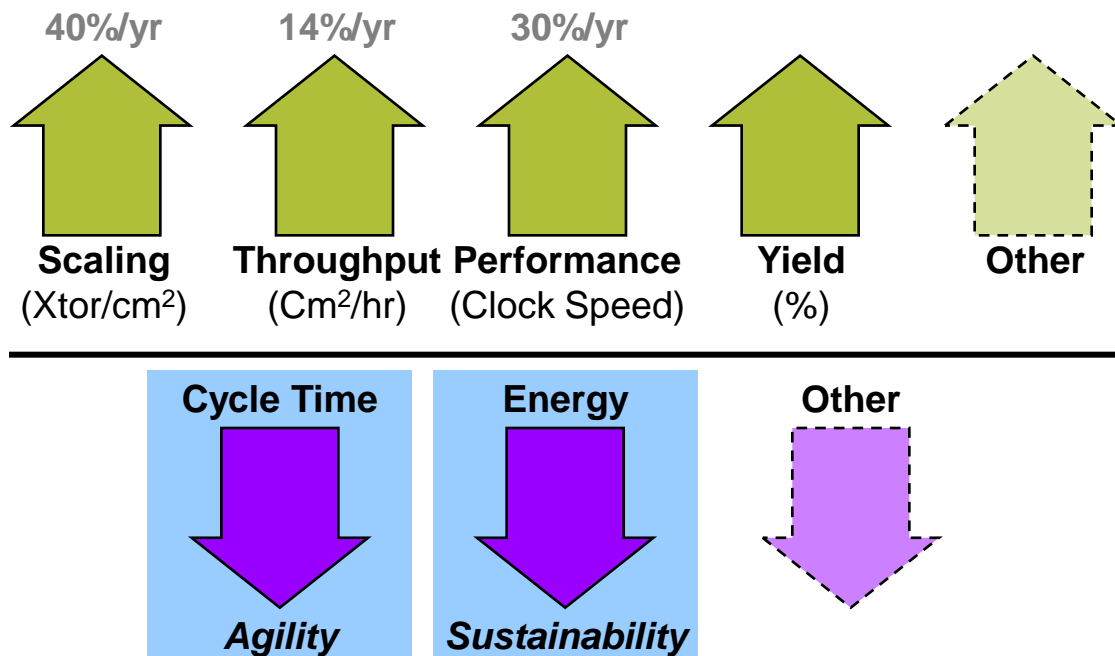 40%/yr 14%/yr 30%/yr
Scaling Throughput Performance Yield Other
(Xtor/cm²) (Cm²/hr) (Clock Speed) (%)
Cycle Time Energy Other
Agility Sustainability